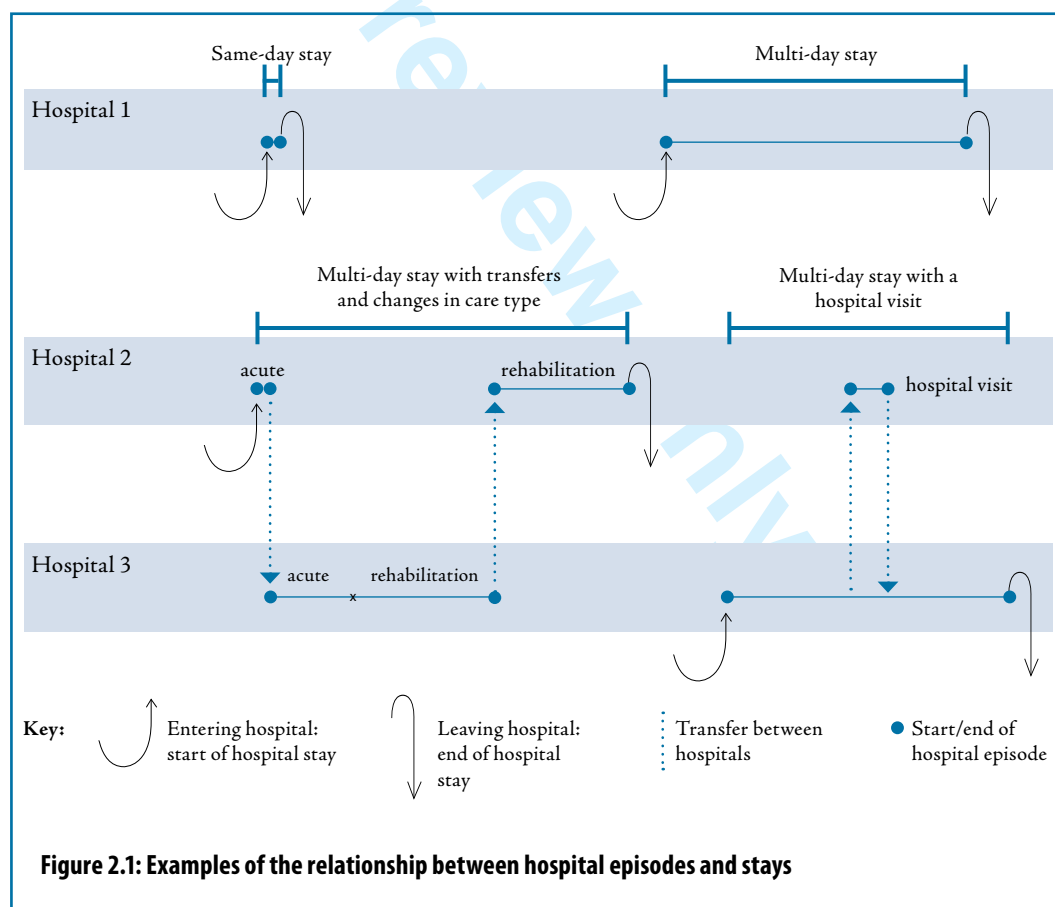 Same-day stay
Multi-day stay
Hospital 1
Multi-day stay with transfers
and changes in care type
Multi-day stay with a
hospital visit
Hospital 2
acute
rehabilitation
hospital visit
Hospital 3
acute
rehabilitation
x
Key:
Entering hospital:
start of hospital stay
Leaving hospital:
end of hospital
stay
Transfer between
hospitals
Start/end of
hospital episode
Figure 2.1: Examples of the relationship between hospital episodes and stays
review
nly